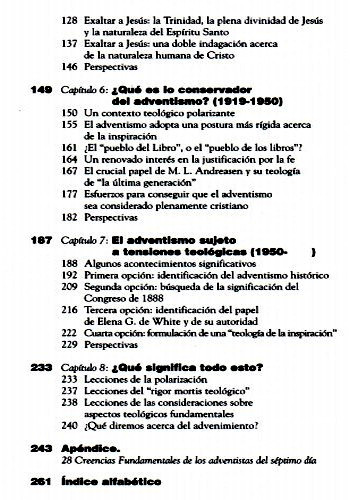 128 Exaltar a Jesús: la Trinidad, la plena divinidad de Jesús
y la naturaleza del Espíritu Santo
137 Exaltar a Jesús: una doble indagación acerca
de la naturaleza humana de Cristo
146 Perspectivas
149 Capítulo 6: ¿Qué es lo conservador
del adventismo? (1919-1950)
150 Un contexto teológico polarizante
155 El adventismo adopta una postura más rígida acerca
de la inspiración
161 ¿El "pueblo del Libro", o el "pueblo de los libros"?
164 Un renovado interés en la justificación por la fe
167 El crucial papel de M. L. Andreasen y su teología
de "la última generación"
177 Esfuerzos para conseguir que el adventismo
sea considerado plenamente cristiano
182 Perspectivas
187 Capítulo 7: El adventismo sujeto
a tensiones teológicas (1950- )
188 Algunos acontecimientos significativos
192 Primera opción: identificación del adventismo histórico
209 Segunda opción: búsqueda de la significación del
Congreso de 1888
216 Tercera opción: identificación del papel
de Elena G. de White y de su autoridad
222 Cuarta opción: formulación de una "teología de la inspiración"
229 Perspectivas
233 Capítulo 8: ¿Qué significa todo esto?
233 Lecciones de la polarización
237 Lecciones del "rigor mortis teológico"
238 Lecciones de las consideraciones sobre
aspectos teológicos fundamentales
240 ¿Qué diremos acerca del advenimiento?
243 Apéndice.
28 Creencias Fundamentales de los adventistas del séptimo día
261 Índice alfabético